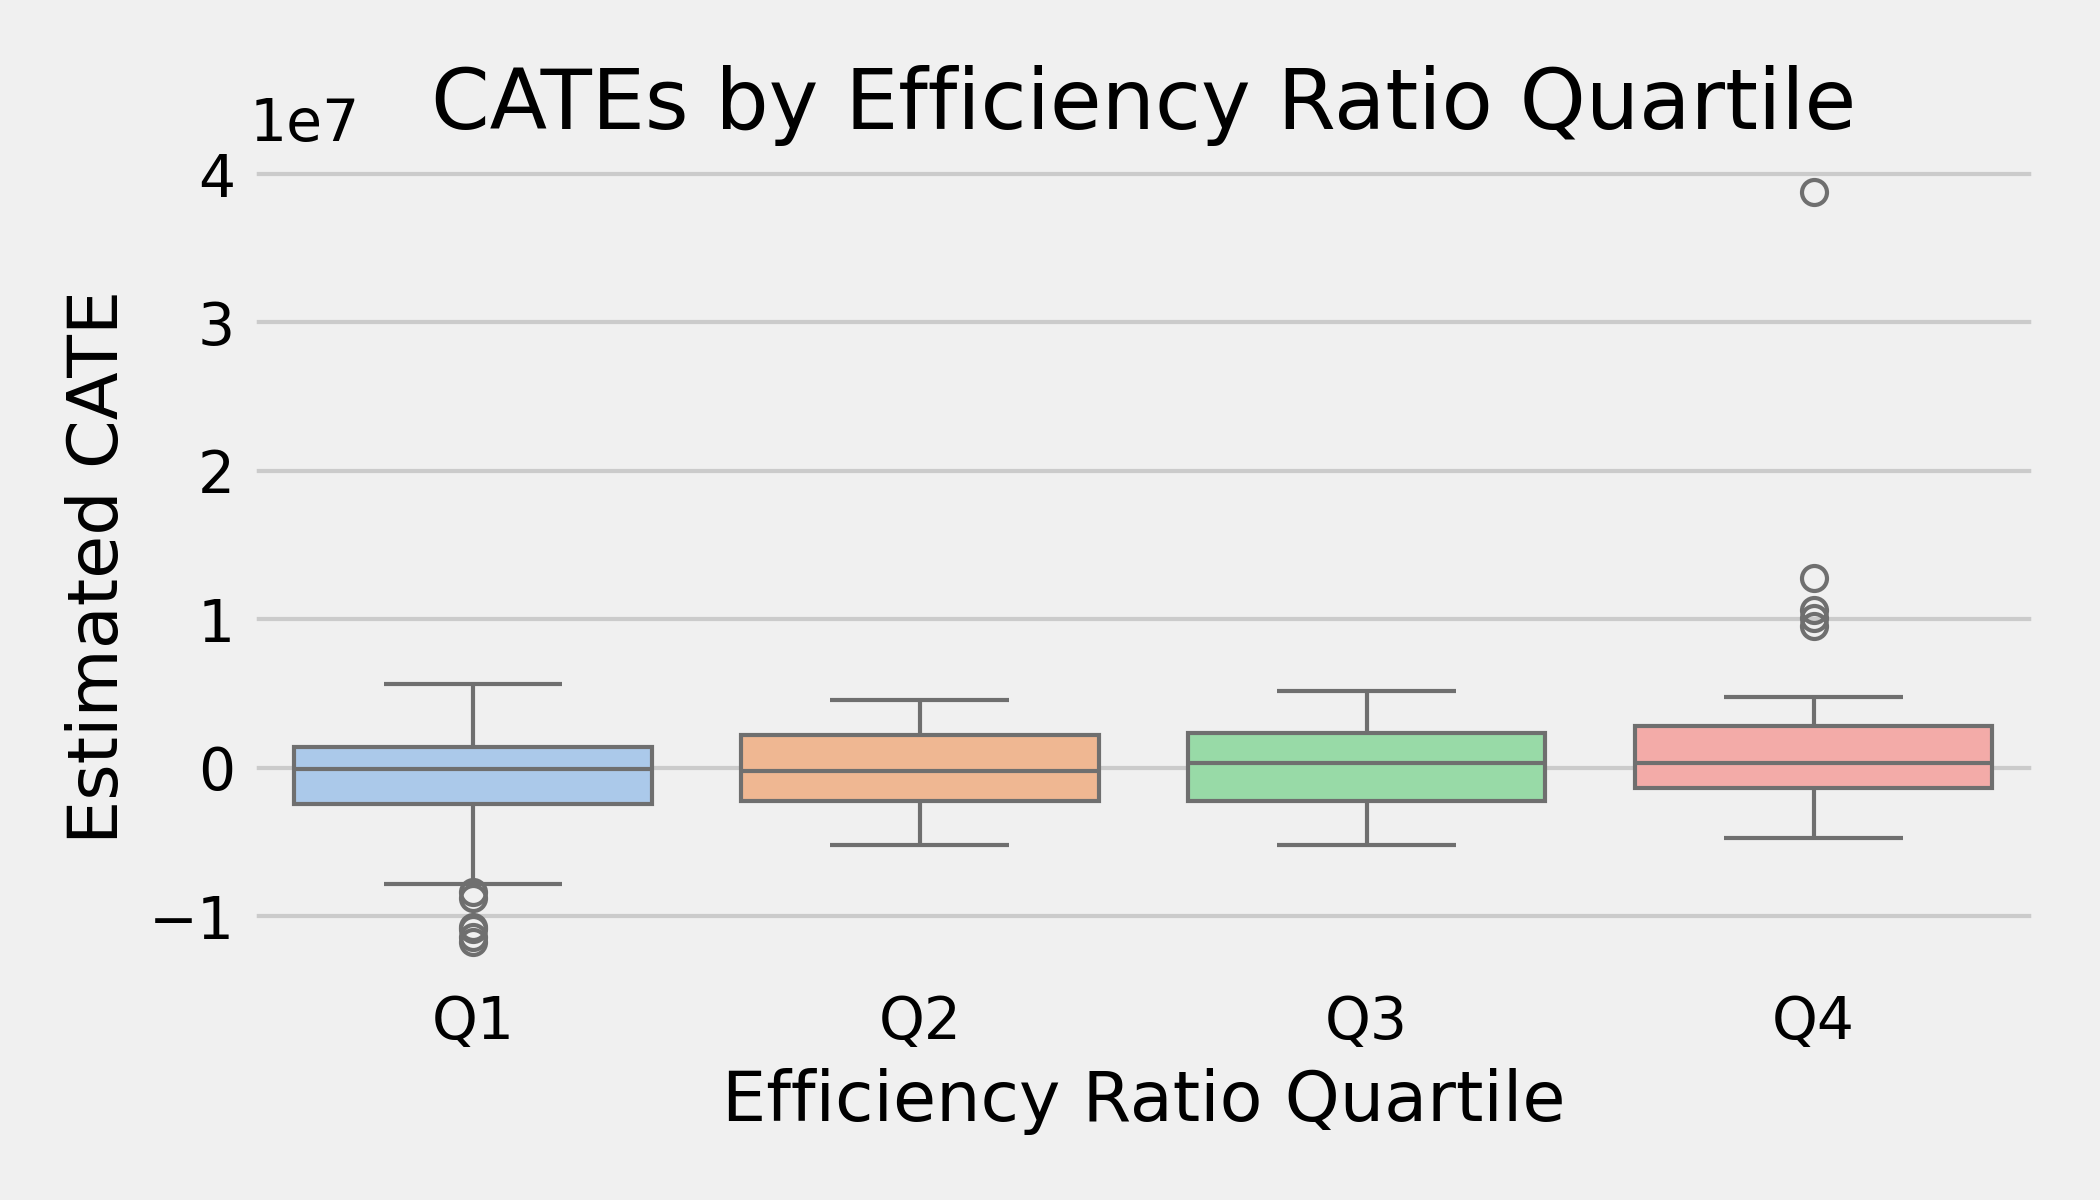 CATEs by Efficiency Ratio Quartile
1e7
4
3
2
1
0
−1
Estimated CATE
Q1 Q2 Q3 Q4
Efficiency Ratio Quartile